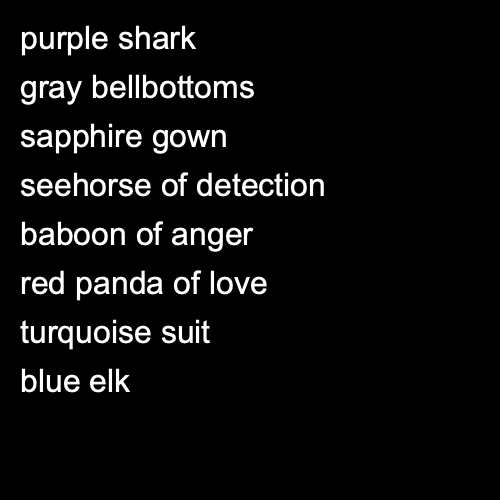 purple shark
gray bellbottoms
sapphire gown
seehorse of detection
baboon of anger
red panda of love
turquoise suit
blue elk